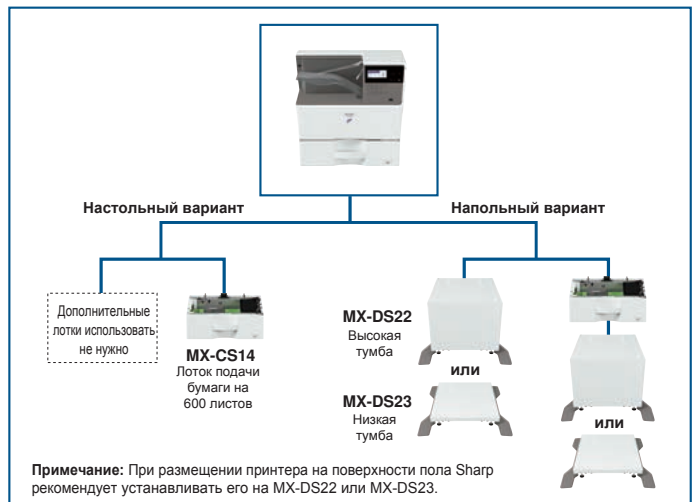 Настольный вариант
Напольный вариант
Дополнительные
лотки использовать
не нужно
MX-CS14
Лоток подачи
бумаги на
600 листов
MX-DS22
Высокая
тумба
или
MX-DS23
Низкая
тумба
или
Примечание: При размещении принтера на поверхности пола Sharp
рекомендует устанавливать его на MX-DS22 или MX-DS23.